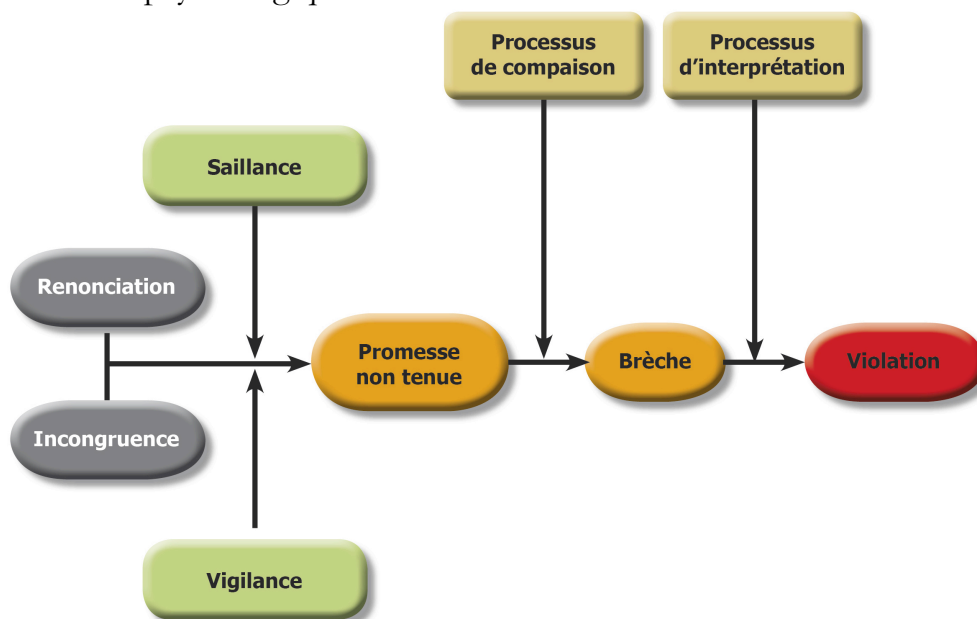 Processus
de compaison
Processus
d'interprétation
Saillance
Renonciation
Promesse
non tenue
Brèche
Violation
Incongruence
Vigilance